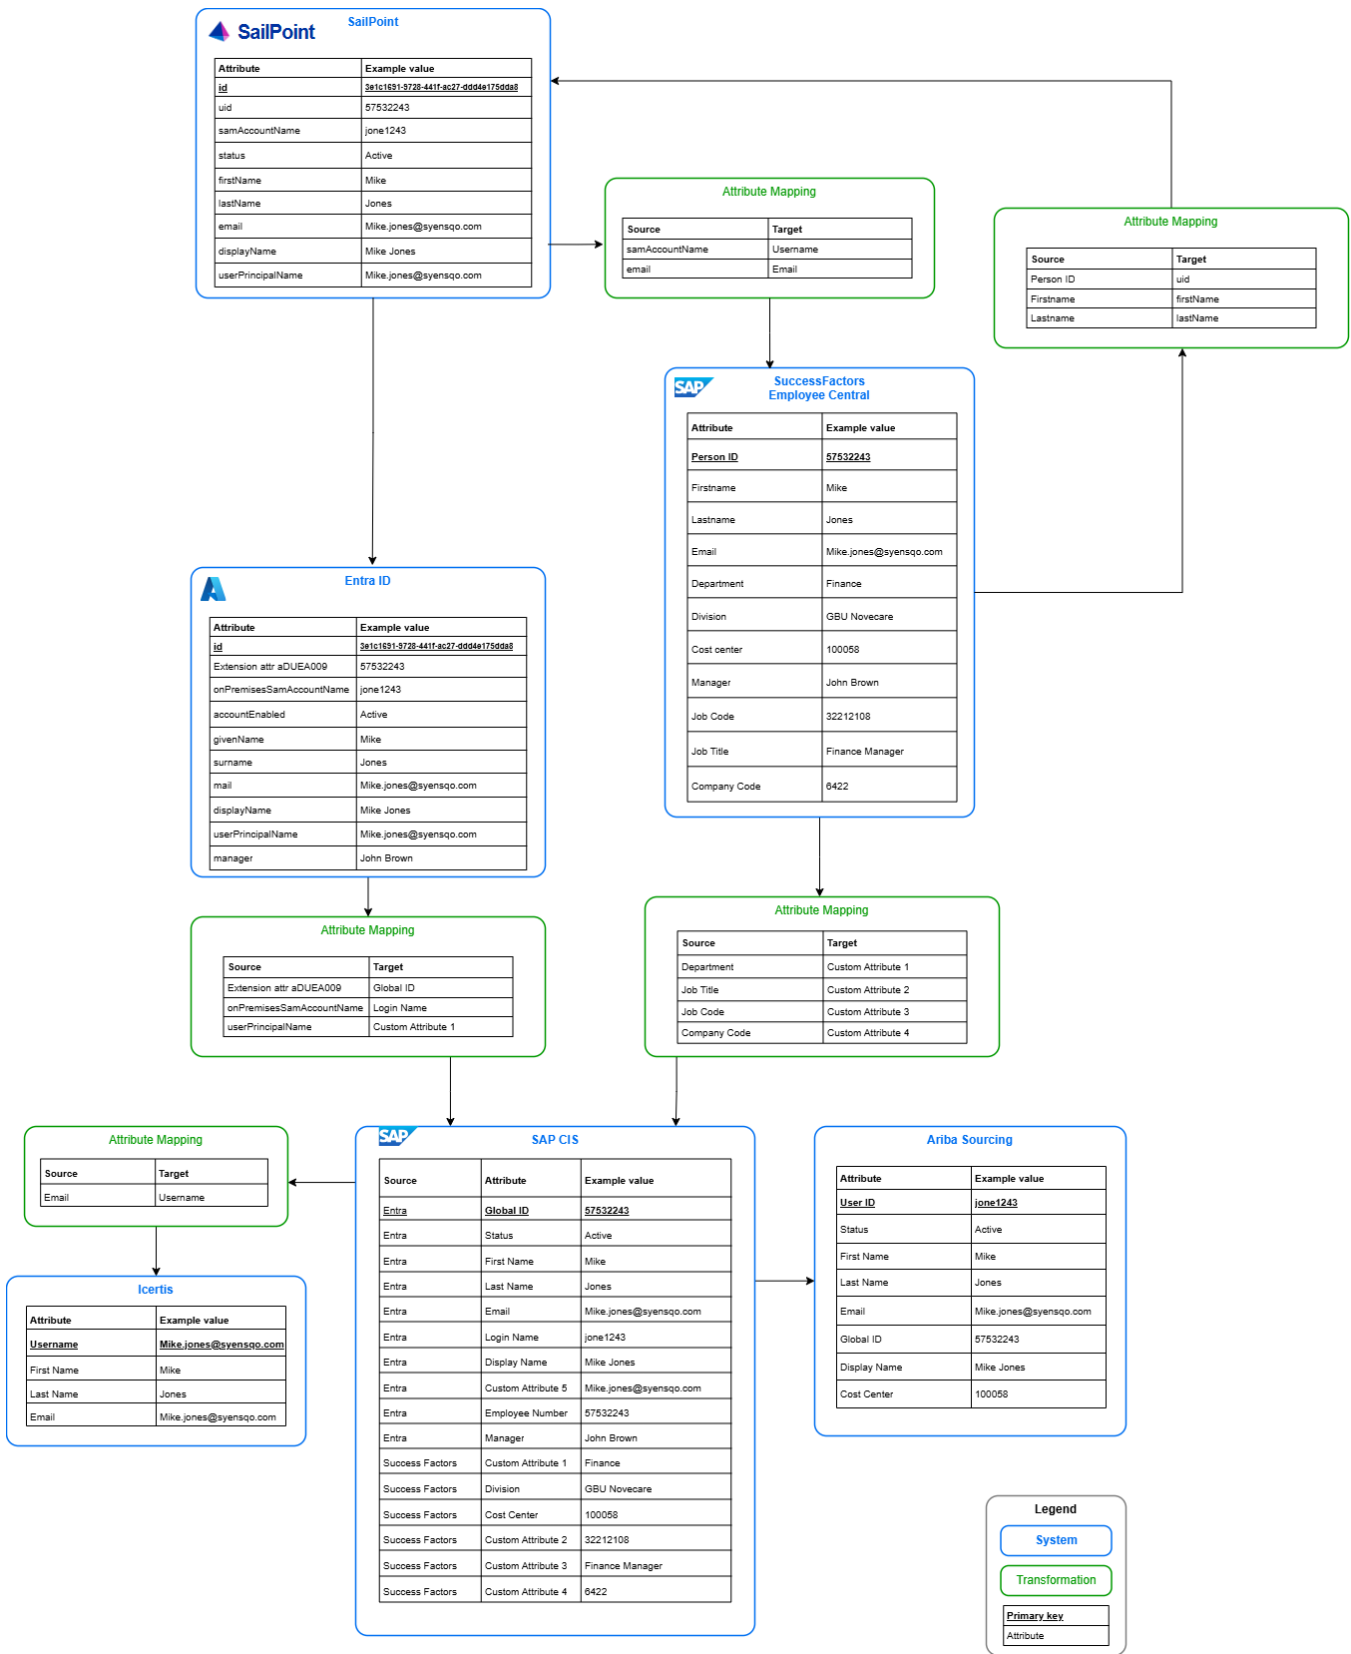 SailPoint
SailPoint
Attribute Example value
id 3e1c1691-9728-441f-ac27-ddd4e175dda8
uid 57532243
samAccountName jone1243
status Active
firstName Mike
lastName Jones
email Mike.jones@syensqo.com
displayName Mike Jones
userPrincipalName Mike.jones@syensqo.com
Attribute Mapping
Source Target
samAccountName Username
email Email
Attribute Mapping
Source Target
Person ID uid
Firstname firstName
Lastname lastName
SAP
SuccessFactors
Employee Central
Attribute Example value
Person ID 57532243
Firstname Mike
Lastname Jones
Email Mike.jones@syensqo.com
Department Finance
Division GBU Novecare
Cost center 100058
Manager John Brown
Job Code 32212108
Job Title Finance Manager
Company Code 6422
Entra ID
Attribute Example value
id 3e1c1691-9728-441f-ac27-ddd4e175dda8
Extension attr aDUEA009 57532243
onPremisesSamAccountName jone1243
accountEnabled Active
givenName Mike
surname Jones
mail Mike.jones@syensqo.com
displayName Mike Jones
userPrincipalName Mike.jones@syensqo.com
manager John Brown
Attribute Mapping
Source Target
Extension attr aDUEA009 Global ID
onPremisesSamAccountName Login Name
userPrincipalName Custom Attribute 1
Attribute Mapping
Source Target
Department Custom Attribute 1
Job Title Custom Attribute 2
Job Code Custom Attribute 3
Company Code Custom Attribute 4
Attribute Mapping
Source Target
Email Username
Icertis
Attribute Example value
Username Mike.jones@syensqo.com
First Name Mike
Last Name Jones
Email Mike.jones@syensqo.com
SAP
SAP CIS
Source Attribute Example value
Entra Global ID 57532243
Entra Status Active
Entra First Name Mike
Entra Last Name Jones
Entra Email Mike.jones@syensqo.com
Entra Login Name jone1243
Entra Display Name Mike Jones
Entra Custom Attribute 5 Mike.jones@syensqo.com
Entra Employee Number 57532243
Entra Manager John Brown
Success Factors Custom Attribute 1 Finance
Success Factors Division GBU Novecare
Success Factors Cost Center 100058
Success Factors Custom Attribute 2 32212108
Success Factors Custom Attribute 3 Finance Manager
Success Factors Custom Attribute 4 6422
Ariba Sourcing
Attribute Example value
User ID jone1243
Status Active
First Name Mike
Last Name Jones
Email Mike.jones@syensqo.com
Global ID 57532243
Display Name Mike Jones
Cost Center 100058
Legend
System
Transformation
Primary key
Attribute